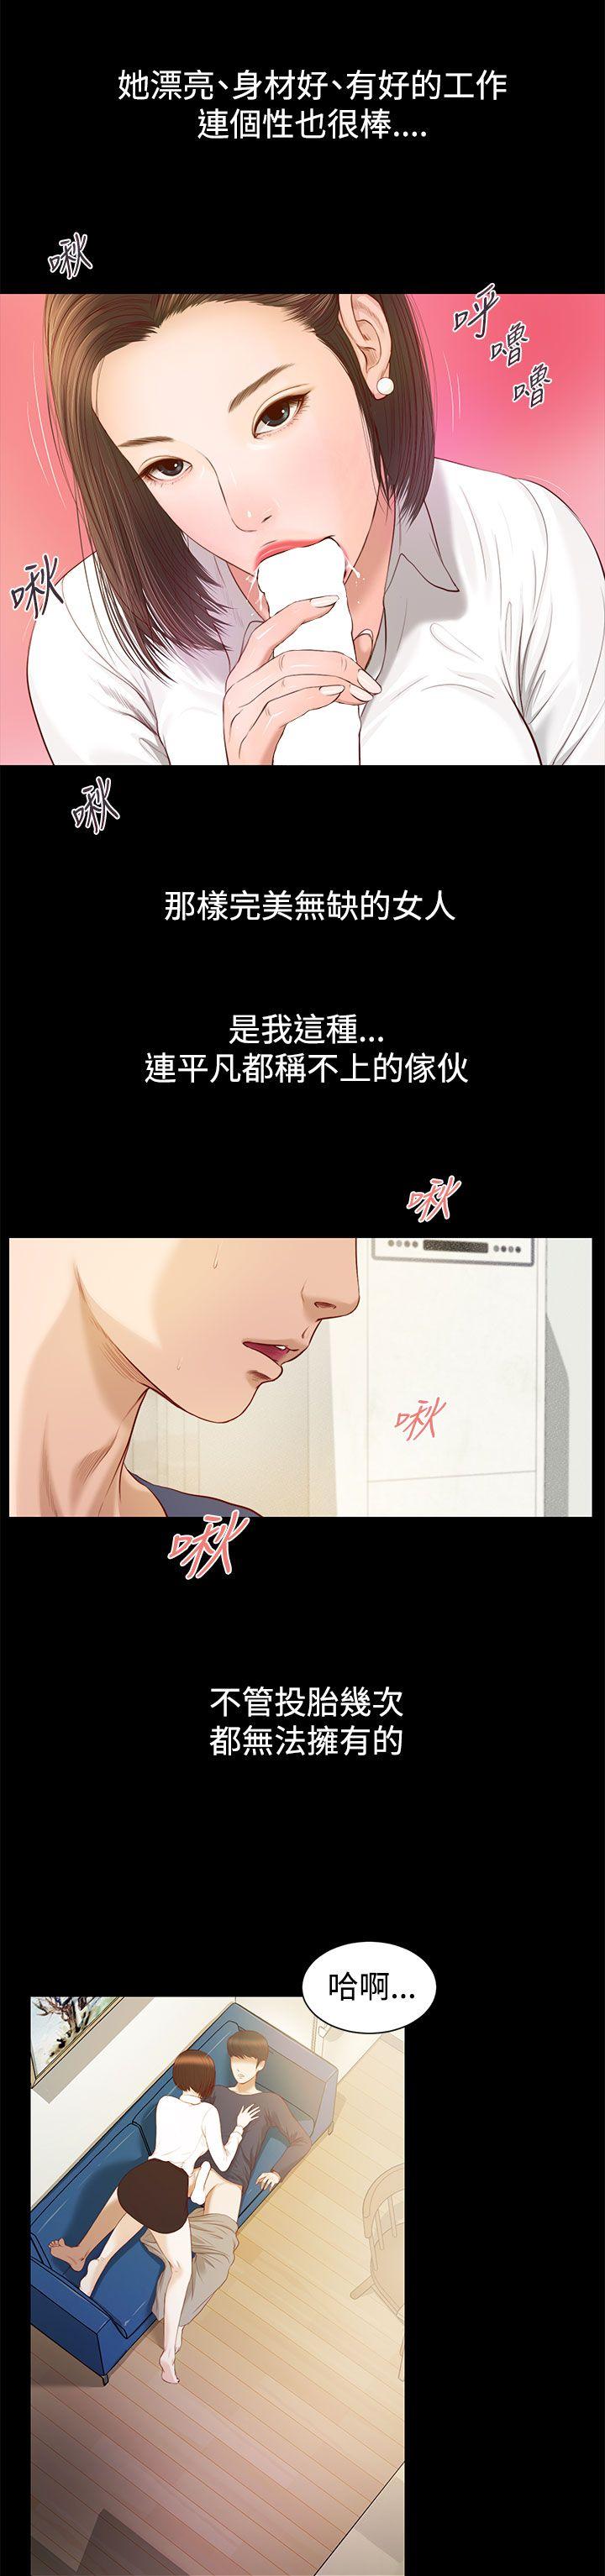 她漂亮、身材好、有好的工作
連個性也很棒....
啾
呼
嚕
嚕
啾
啾
那樣完美無缺的女人
是我這種...
連平凡都稱不上的傢伙
啾
啾
啾
不管投胎幾次
都無法擁有的
哈啊...